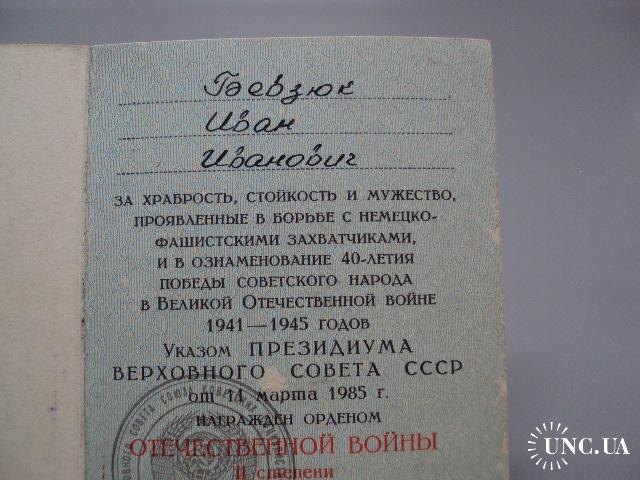 Бевзюк
Иван
Иванович
ЗА ХРАБРОСТЬ, СТОЙКОСТЬ И МУЖЕСТВО,
ПРОЯВЛЕННЫЕ В БОРЬБЕ С НЕМЕЦКО-
ФАШИСТСКИМИ ЗАХВАТЧИКАМИ,
И В ОЗНАМЕНОВАНИЕ 40-ЛЕТИЯ
ПОБЕДЫ СОВЕТСКОГО НАРОДА
В ВЕЛИКОЙ ОТЕЧЕСТВЕННОЙ ВОЙНЕ
1941—1945 ГОДОВ
УКАЗОМ ПРЕЗИДИУМА
ВЕРХОВНОГО СОВЕТА СССР
от 11 марта 1985 г.
НАГРАЖДЕН ОРДЕНОМ
ОТЕЧЕСТВЕННОЙ ВОЙНЫ
II степени
UNC.UA